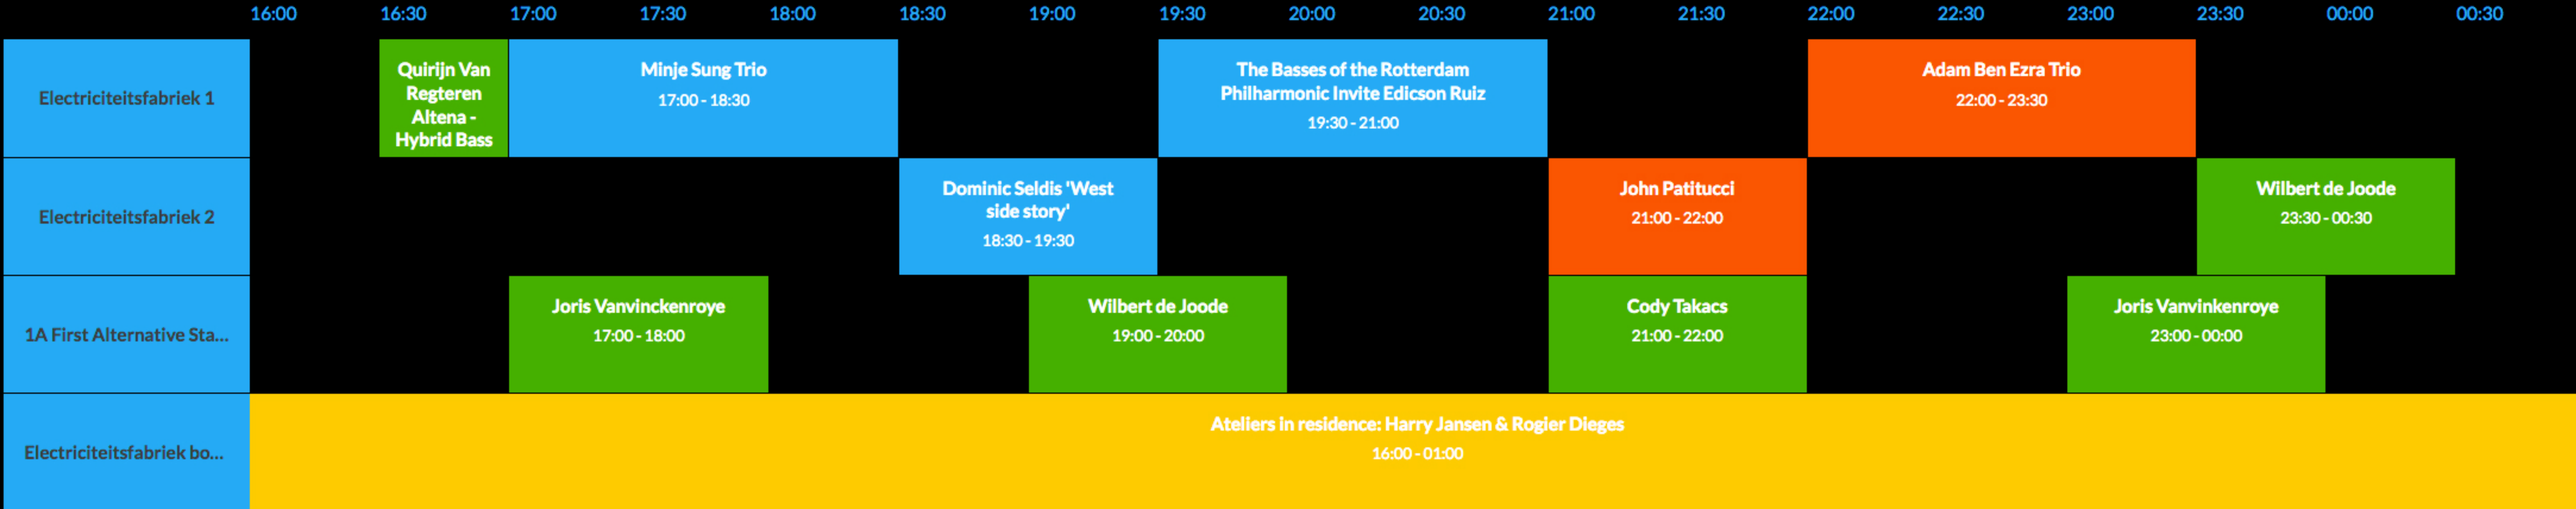 16:00 16:30 17:00 17:30 18:00 18:30 19:00 19:30 20:00 20:30 21:00 21:30 22:00 22:30 23:00 23:30 00:00 00:30
Electriciteitsfabriek 1
Quirijn Van
Regteren
Altena -
Hybrid Bass
Minje Sung Trio
17:00 - 18:30
The Basses of the Rotterdam
Philharmonic Invite Edicson Ruiz
19:30 - 21:00
Adam Ben Ezra Trio
22:00 - 23:30
Electriciteitsfabriek 2
Dominic Seldis 'West
side story'
18:30 - 19:30
John Patitucci
21:00 - 22:00
Wilbert de Joode
23:30 - 00:30
1A First Alternative Sta...
Joris Vanvinckenroye
17:00 - 18:00
Wilbert de Joode
19:00 - 20:00
Cody Takacs
21:00 - 22:00
Joris Vanvinkenroye
23:00 - 00:00
Electriciteitsfabriek bo...
Ateliers in residence: Harry Jansen & Rogier Dieges
16:00 - 01:00